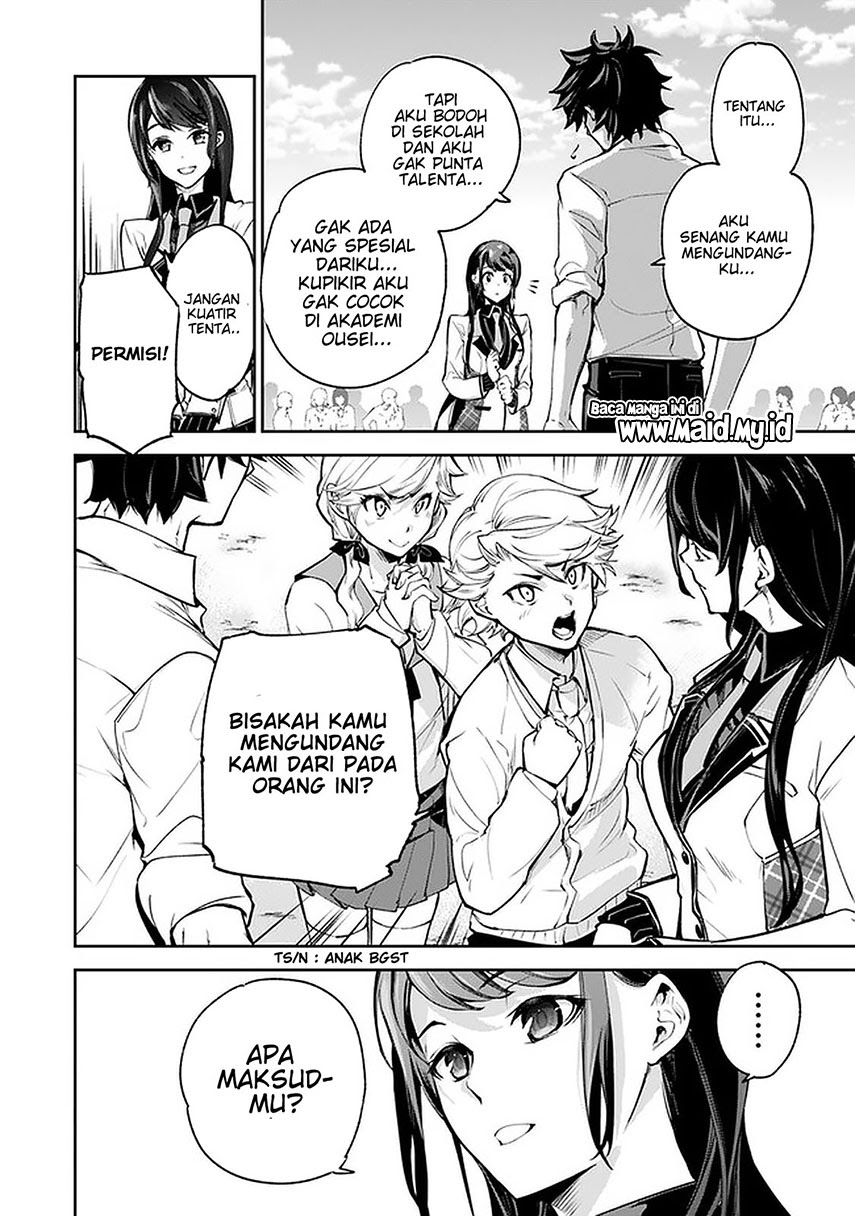 TENTANG
ITU...
AKU
SENANG KAMU
MENGUNDANG-
KU...
TAPI
AKU BODOH
DI SEKOLAH
DAN AKU
GAK PUNTA
TALENTA...
GAK ADA
YANG SPESIAL
DARIKU...
KUPIKIR AKU
GAK COCOK
DI AKADEMI
OUSEI...
Baca Manga ini di
www.Maid.My.id
JANGAN
KUATIR
TENTA..
PERMISI!
BISAKAH KAMU
MENGUNDANG
KAMI DARI PADA
ORANG INI?
TS/N : ANAK BGST
.....
APA
MAKSUD-
MU?